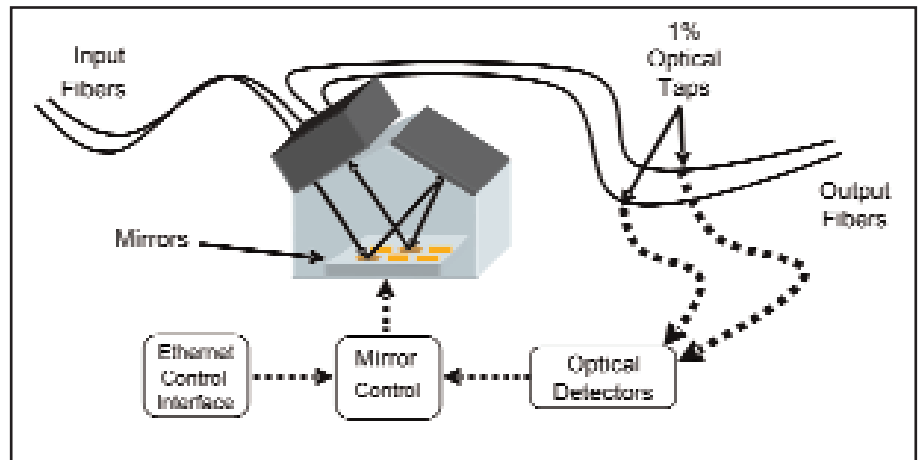 Input
Fibers
1%
Optical
Taps
Output
Fibers
Mirrors
Ethernet
Control
Interface
Mirror
Control
Optical
Detectors